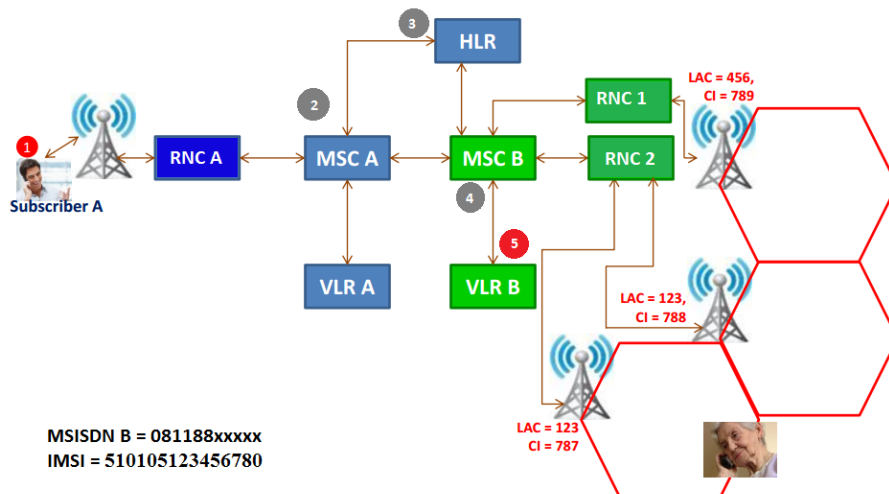 3
HLR
LAC = 456,
CI = 789
2
RNC 1
1
RNC A
MSC A
MSC B
RNC 2
Subscriber A
4
5
VLR A
VLR B
LAC = 123,
CI = 788
LAC = 123
CI = 787
MSISDN B = 081188xxxxx
IMSI = 510105123456780